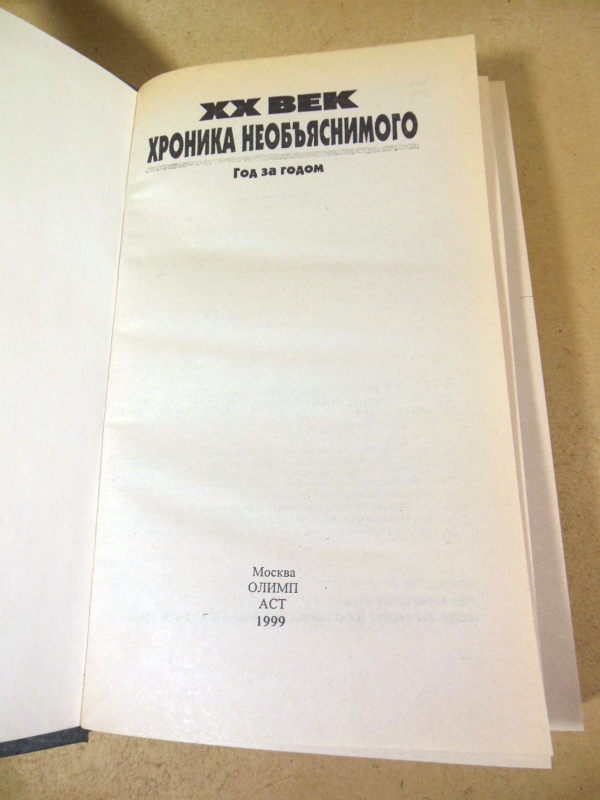 XX ВЕК
ХРОНИКА НЕОБЪЯСНИМОГО
Год за годом
Москва
ОЛИМП
АСТ
1999